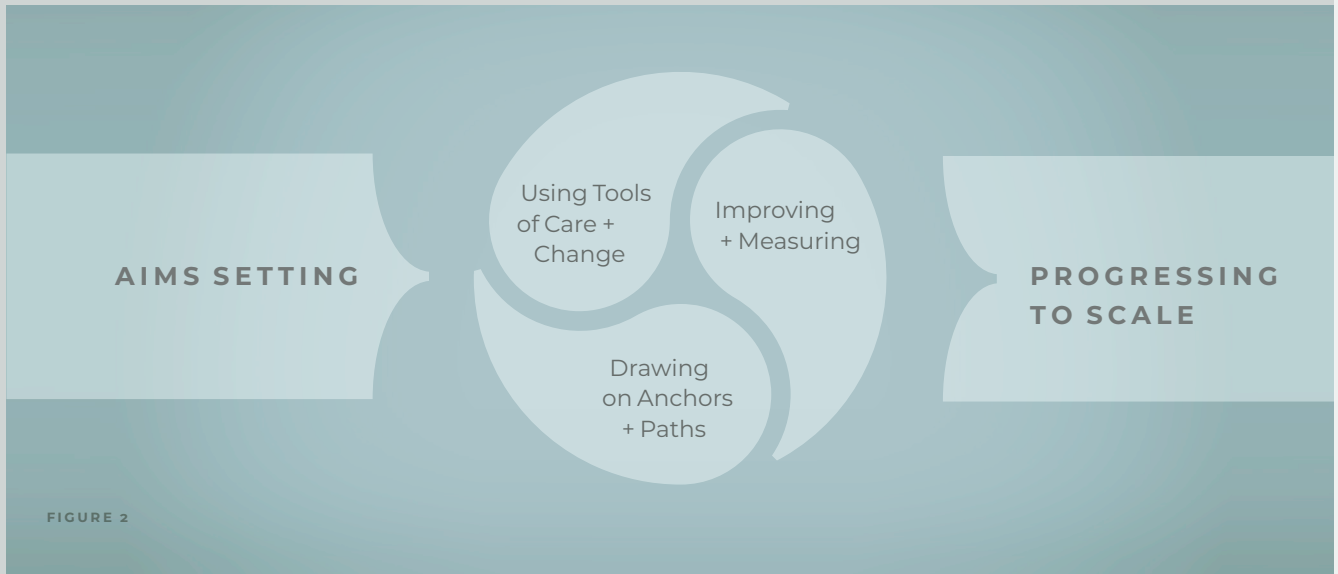 AIMS SETTING
Using Tools
of Care +
Change
Improving
+ Measuring
Drawing
on Anchors
+ Paths
PROGRESSING
TO SCALE
FIGURE 2